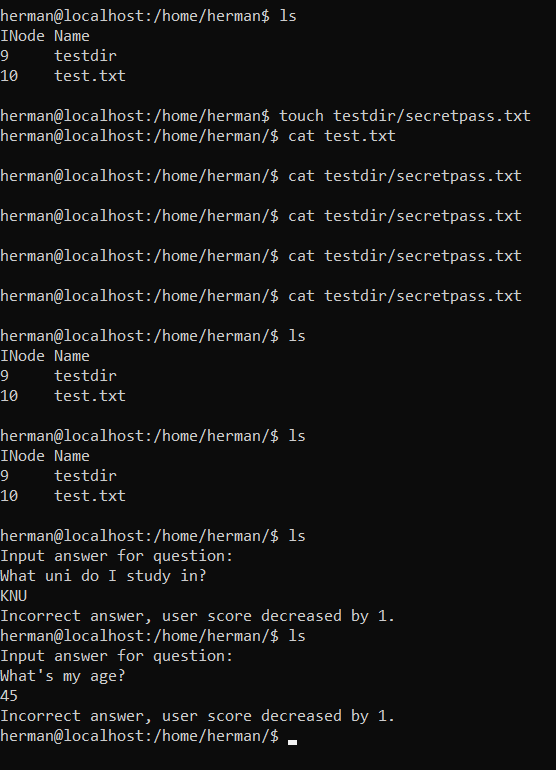 herman@localhost:/home/herman$ ls
INode Name
9     testdir
10    test.txt
herman@localhost:/home/herman$ touch testdir/secretpass.txt
herman@localhost:/home/herman/$ cat test.txt
herman@localhost:/home/herman/$ cat testdir/secretpass.txt
herman@localhost:/home/herman/$ cat testdir/secretpass.txt
herman@localhost:/home/herman/$ cat testdir/secretpass.txt
herman@localhost:/home/herman/$ cat testdir/secretpass.txt
herman@localhost:/home/herman/$ ls
INode Name
9     testdir
10    test.txt
herman@localhost:/home/herman/$ ls
INode Name
9     testdir
10    test.txt
herman@localhost:/home/herman/$ ls
Input answer for question:
What uni do I study in?
KNU
Incorrect answer, user score decreased by 1.
herman@localhost:/home/herman/$ ls
Input answer for question:
What's my age?
45
Incorrect answer, user score decreased by 1.
herman@localhost:/home/herman/$